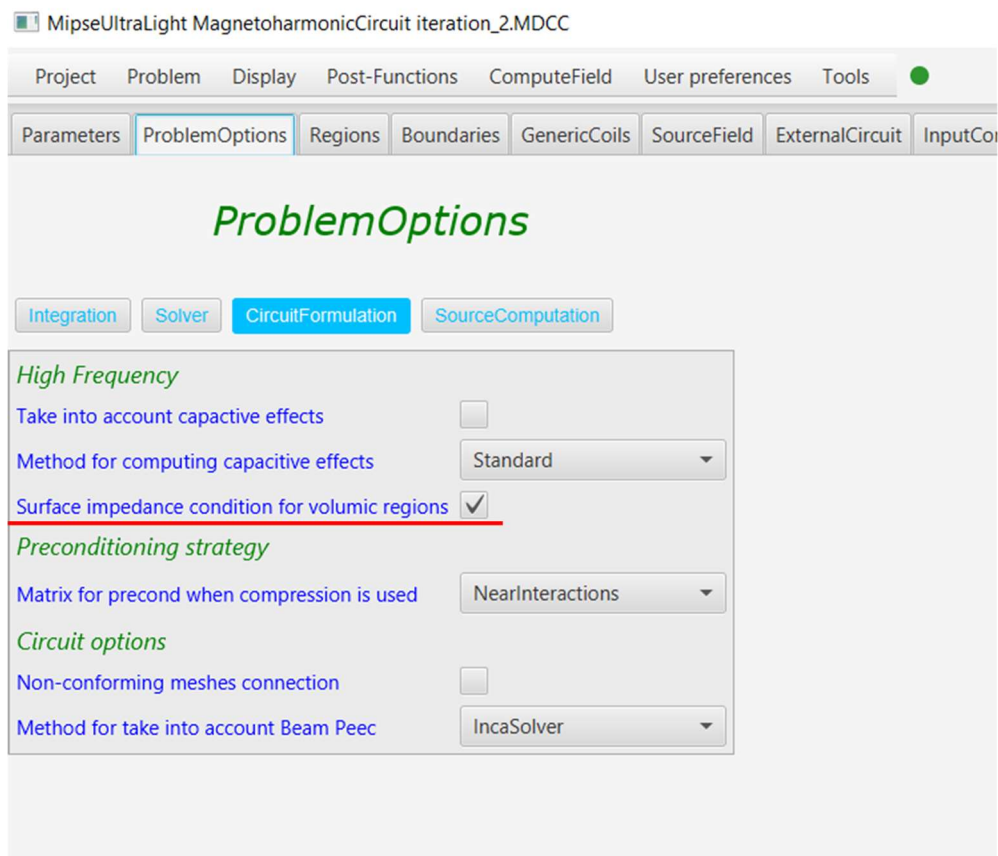 MipseUltraLight MagnetoharmonicCircuit iteration_2.MDCC
Project Problem Display Post-Functions ComputeField User preferences Tools
Parameters ProblemOptions Regions Boundaries GenericCoils SourceField ExternalCircuit InputCor
ProblemOptions
Integration Solver CircuitFormulation SourceComputation
High Frequency
Take into account capactive effects
Method for computing capacitive effects Standard
Surface impedance condition for volumic regions
Preconditioning strategy
Matrix for precond when compression is used NearInteractions
Circuit options
Non-conforming meshes connection
Method for take into account Beam Peec IncaSolver